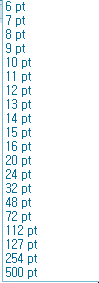 6 pt
7 pt
8 pt
9 pt
10 pt
11 pt
12 pt
13 pt
14 pt
15 pt
16 pt
20 pt
24 pt
32 pt
48 pt
72 pt
112 pt
127 pt
254 pt
500 pt